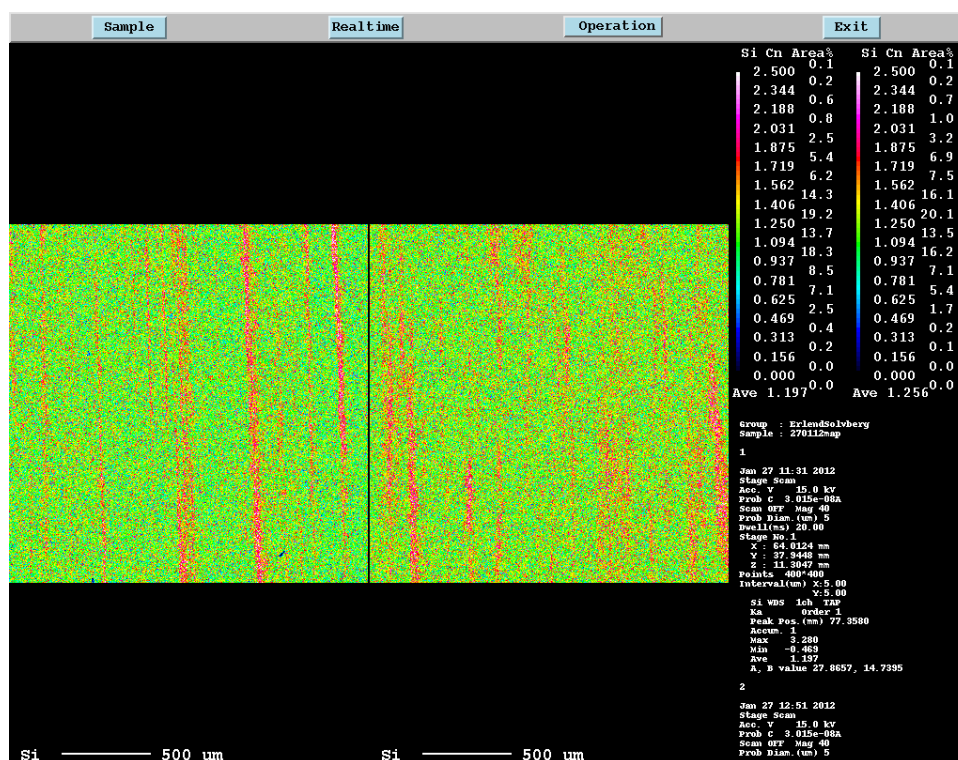 Sample Realtime Operation Exit
Si Cn Area%
0.1
2.500
0.2
2.344
0.6
2.188
0.8
2.031
2.5
1.875
5.4
1.719
6.2
1.562
14.3
1.406
19.2
1.250
13.7
1.094
18.3
0.937
8.5
0.781
7.1
0.625
2.5
0.469
0.4
0.313
0.2
0.156
0.0
0.000
0.0
Ave 1.197
Si Cn Area%
0.1
2.500
0.2
2.344
0.7
2.188
1.0
2.031
3.2
1.875
6.9
1.719
7.5
1.562
16.1
1.406
20.1
1.250
13.5
1.094
16.2
0.937
7.1
0.781
5.4
0.625
1.7
0.469
0.2
0.313
0.1
0.156
0.0
0.000
0.0
Ave 1.256
Group : ErlendSolvberg
Sample : 270112map
1
Jan 27 11:31 2012
Stage Scan
Acc. V 15.0 kV
Prob C 3.015e-08A
Scan OFF Mag 40
Prob Diam.(um) 5
Dwell(ms) 20.00
Stage No.1
X : 64.0124 mm
Y : 37.9448 mm
Z : 11.3047 mm
Points 400*400
Interval(um) X:5.00
Y:5.00
Si WDS 1ch TAP
Ka Order 1
Peak Pos.(mm) 77.3580
Accum. 1
Max 3.280
Min -0.469
Ave 1.197
A, B value 27.8657, 14.7395
2
Jan 27 12:51 2012
Stage Scan
Acc. V 15.0 kV
Prob C 3.015e-08A
Scan OFF Mag 40
Prob Diam.(um) 5
Si 500 um
Si 500 um